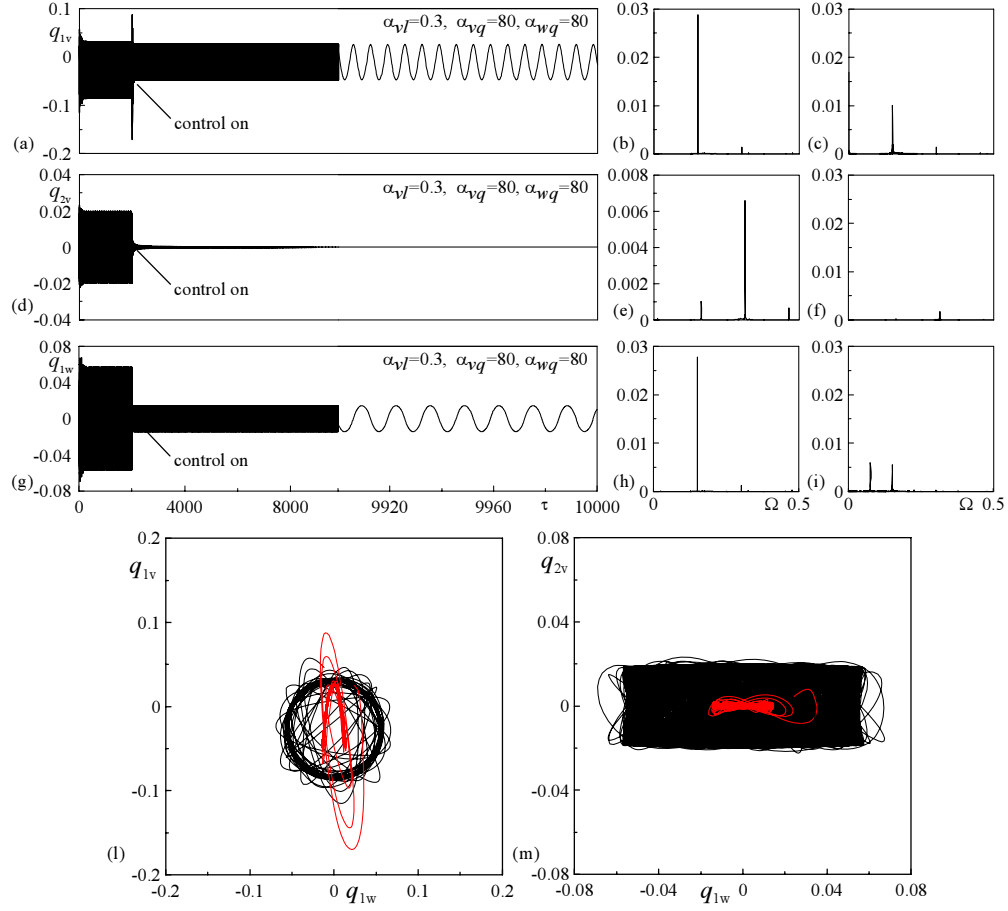 0.1
q1v
0
-0.1
-0.2
αvl=0.3, αvq=80, αwq=80
control on
(a)
0.03
0.02
0.01
0
(b)
0.03
0.02
0.01
0
(c)
0.04
q2v
0.02
0
-0.02
-0.04
αvl=0.3, αvq=80, αwq=80
control on
(d)
0.008
0.006
0.004
0.002
0
(e)
0.03
0.02
0.01
0
(f)
0.08
q1w
0.04
0
-0.04
-0.08
αvl=0.3, αvq=80, αwq=80
control on
(g)
0 4000 8000 9920 9960 τ 10000
0.03
0.02
0.01
0
(h)
0 Ω 0.5
0.03
0.02
0.01
0
(i)
0 Ω 0.5
0.2
q1v
0.1
0
-0.1
-0.2
(l)
-0.2 -0.1 0 q1w 0.1 0.2
0.08
q2v
0.04
0
-0.04
-0.08
(m)
-0.08 -0.04 q1w 0 0.04 0.08